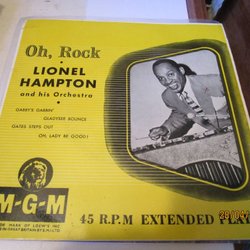 Oh, Rock
LIONEL
HAMPTON
and his Orchestra
GABBY'S GABBIN'
GLADYSEE BOUNCE
GATES STEPS OUT
OH, LADY BE GOOD!
M-G-M
45 R.P.M EXTENDED PLAY